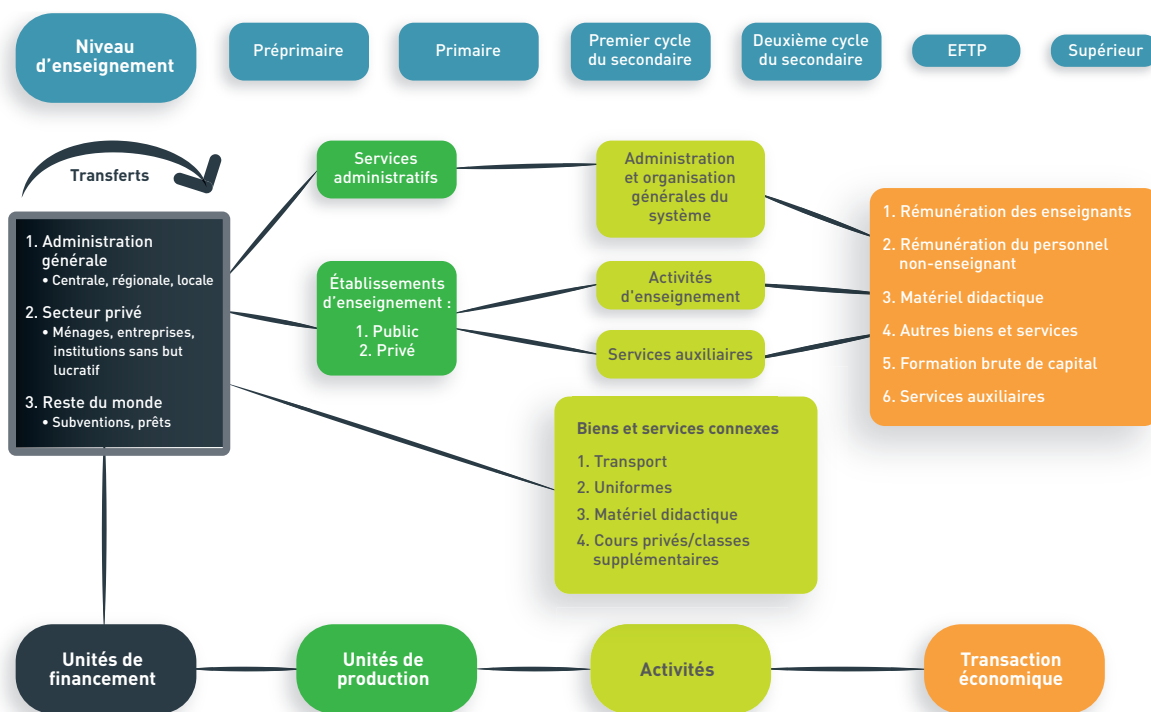 Niveau
d'enseignement
Préprimaire
Primaire
Premier cycle
du secondaire
Deuxième cycle
du secondaire
EFTP
Supérieur
Transferts
1. Administration
générale
• Centrale, régionale, locale
2. Secteur privé
• Ménages, entreprises,
institutions sans but
lucratif
3. Reste du monde
• Subventions, prêts
Services
administratifs
Établissements
d'enseignement :
1. Public
2. Privé
Administration
et organisation
générales du
système
Activités
d'enseignement
Services auxiliaires
Biens et services connexes
1. Transport
2. Uniformes
3. Matériel didactique
4. Cours privés/classes
supplémentaires
1. Rémunération des enseignants
2. Rémunération du personnel
non-enseignant
3. Matériel didactique
4. Autres biens et services
5. Formation brute de capital
6. Services auxiliaires
Unités de
financement
Unités de
production
Activités
Transaction
économique